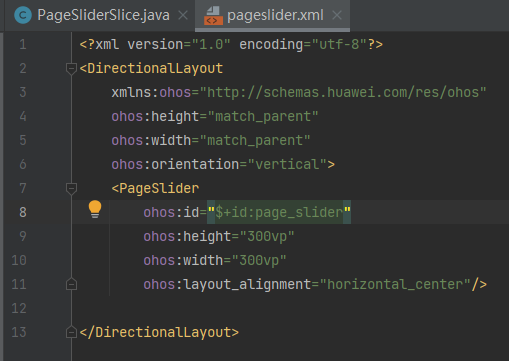 PageSliderSlice.java × pageslider.xml ×
1 <?xml version="1.0" encoding="utf-8"?>
2 <DirectionalLayout
3 xmlns:ohos="http://schemas.huawei.com/res/ohos"
4 ohos:height="match_parent"
5 ohos:width="match_parent"
6 ohos:orientation="vertical">
7 <PageSlider
8 ohos:id="$+id:page_slider"
9 ohos:height="300vp"
10 ohos:width="300vp"
11 ohos:layout_alignment="horizontal_center"/>
12
13 </DirectionalLayout>